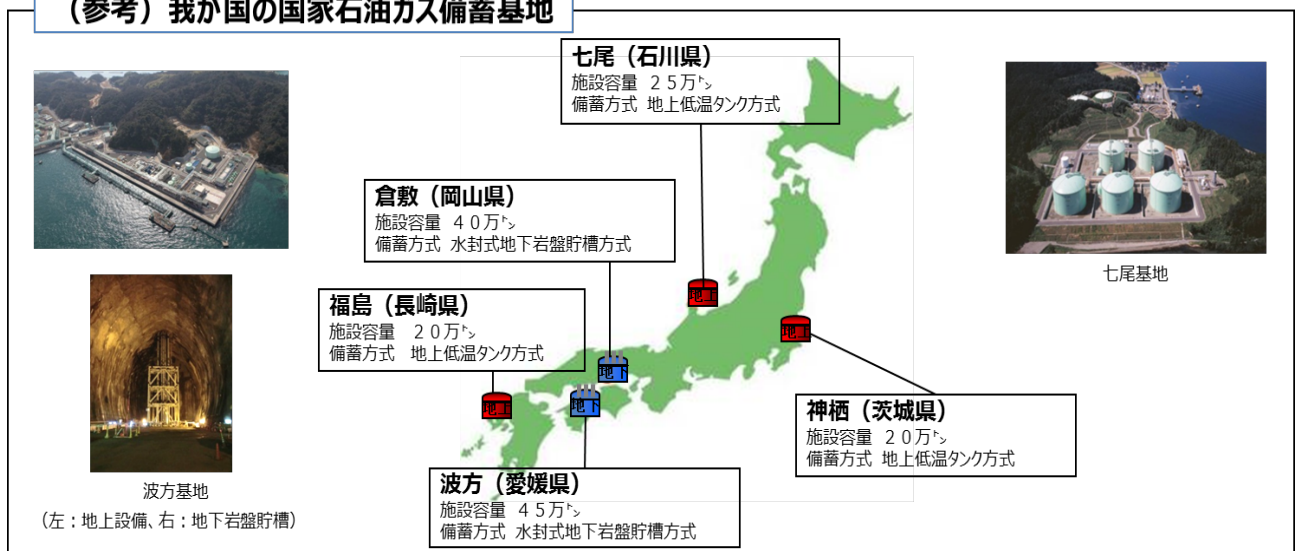 (参考)我が国の国家石油ガス備蓄基地
七尾(石川県)
施設容量 25万㌧
備蓄方式 地上低温タンク方式
倉敷(岡山県)
施設容量 40万㌧
備蓄方式 水封式地下岩盤貯槽方式
七尾基地
地上
福島(長崎県)
施設容量 20万㌧
備蓄方式 地上低温タンク方式
地上
地下
地下
地上
神栖(茨城県)
施設容量 20万㌧
備蓄方式 地上低温タンク方式
波方(愛媛県)
施設容量 45万㌧
備蓄方式 水封式地下岩盤貯槽方式
波方基地
(左:地上設備、右:地下岩盤貯槽)